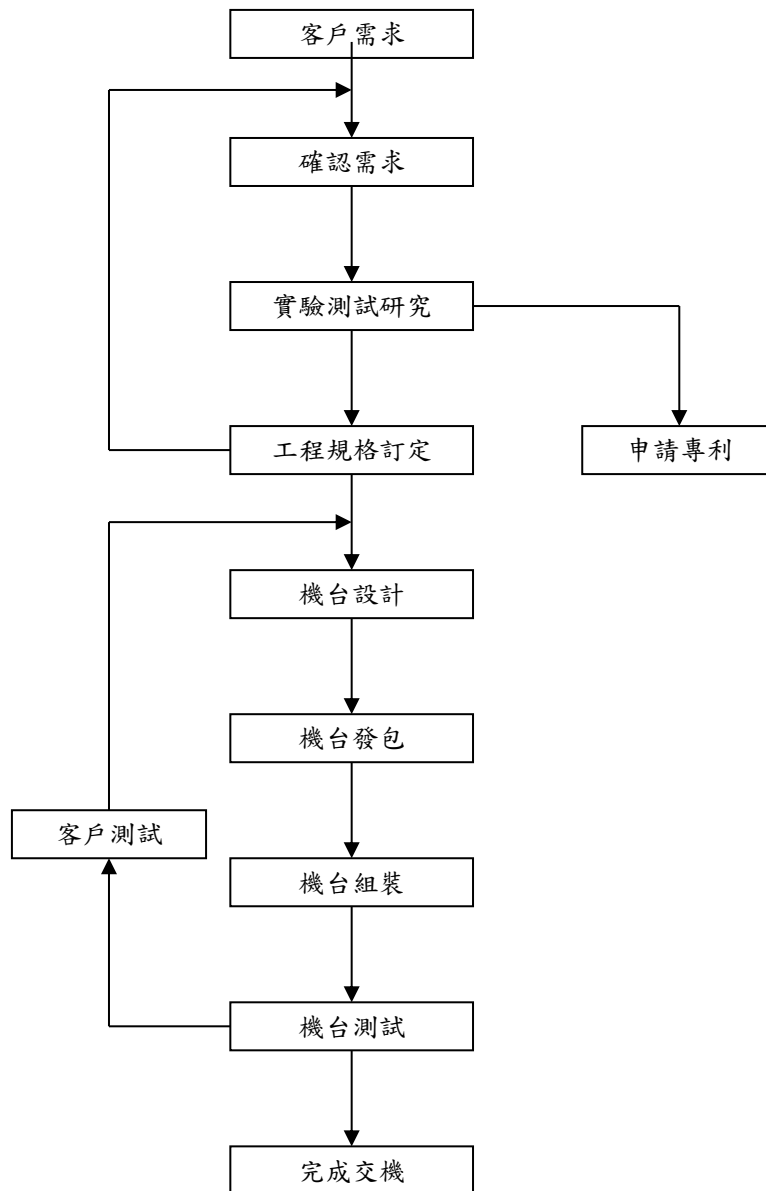 客戶需求
確認需求
實驗測試研究
工程規格訂定
申請專利
機台設計
機台發包
客戶測試
機台組裝
機台測試
完成交機